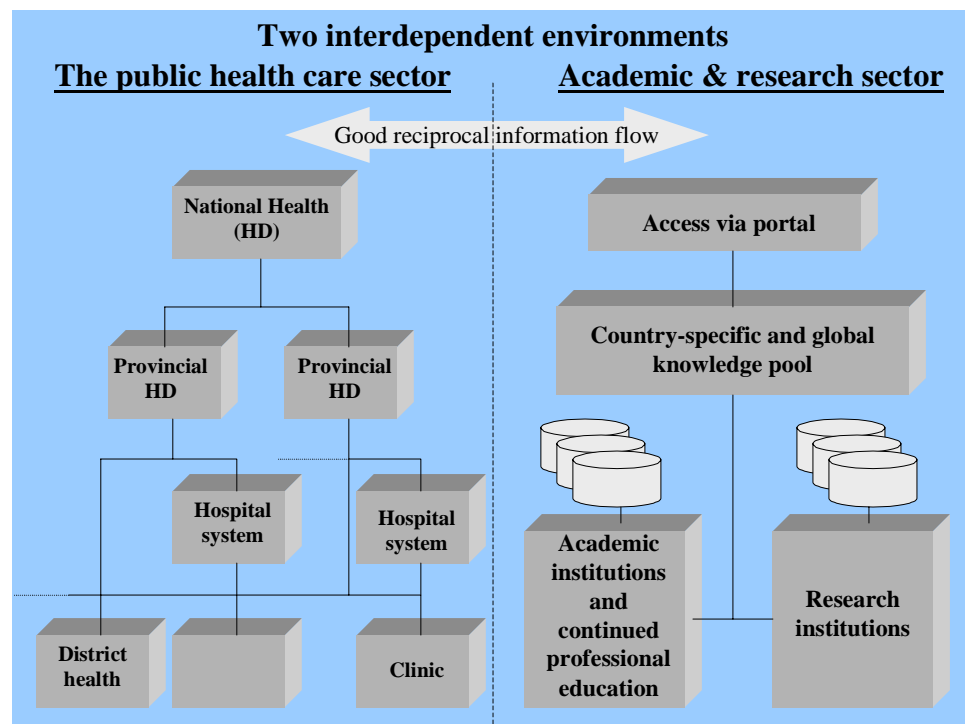 Two interdependent environments
The public health care sector
Academic & research sector
Good reciprocal information flow
National Health
(HD)
Access via portal
Provincial
HD
Provincial
HD
Country-specific and global
knowledge pool
Hospital
system
Hospital
system
Academic
institutions
and
continued
professional
education
Research
institutions
District
health
Clinic